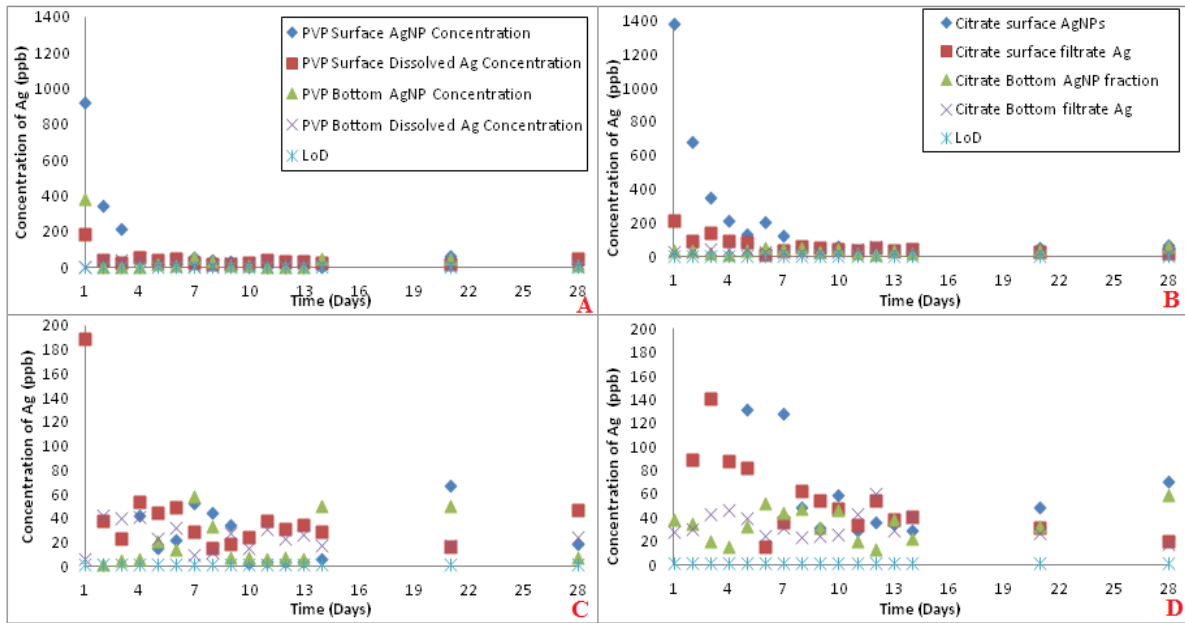 Concentration of Ag (ppb)
1400
1200
1000
800
600
400
200
0
PVP Surface AgNP Concentration
PVP Surface Dissolved Ag Concentration
PVP Bottom AgNP Concentration
PVP Bottom Dissolved Ag Concentration
LoD
1 4 7 10 13 16 19 22 25 28
Time (Days)
A
Concentration of Ag (ppb)
1400
1200
1000
800
600
400
200
0
Citrate surface AgNPs
Citrate surface filtrate Ag
Citrate Bottom AgNP fraction
Citrate Bottom filtrate Ag
LoD
1 4 7 10 13 16 19 22 25 28
Time (Days)
B
Concentration of Ag (ppb)
200
180
160
140
120
100
80
60
40
20
0
1 4 7 10 13 16 19 22 25 28
Time (Days)
C
Concentration of Ag (ppb)
200
180
160
140
120
100
80
60
40
20
0
1 4 7 10 13 16 19 22 25 28
Time (Days)
D